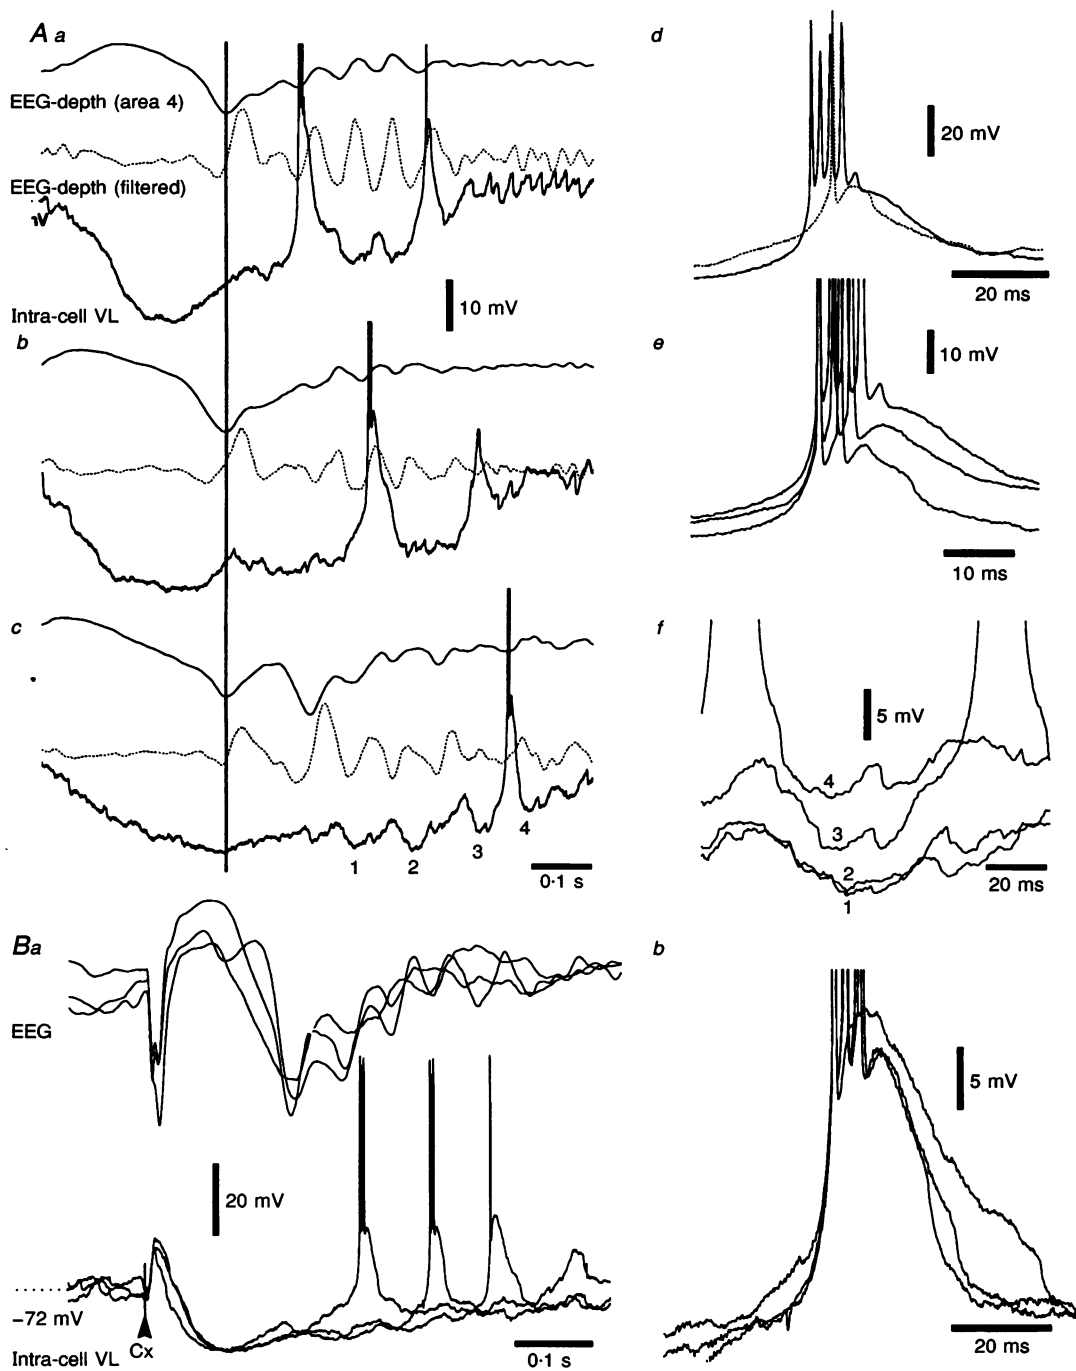 A a
EEG-depth (area 4)
EEG-depth (filtered)
Intra-cell VL
10 mV
b
c
1
2
3
4
0·1 s
d
20 mV
20 ms
e
10 mV
10 ms
f
5 mV
4
3
2
1
20 ms
Ba
EEG
20 mV
–72 mV
Cx
Intra-cell VL
0·1 s
b
5 mV
20 ms